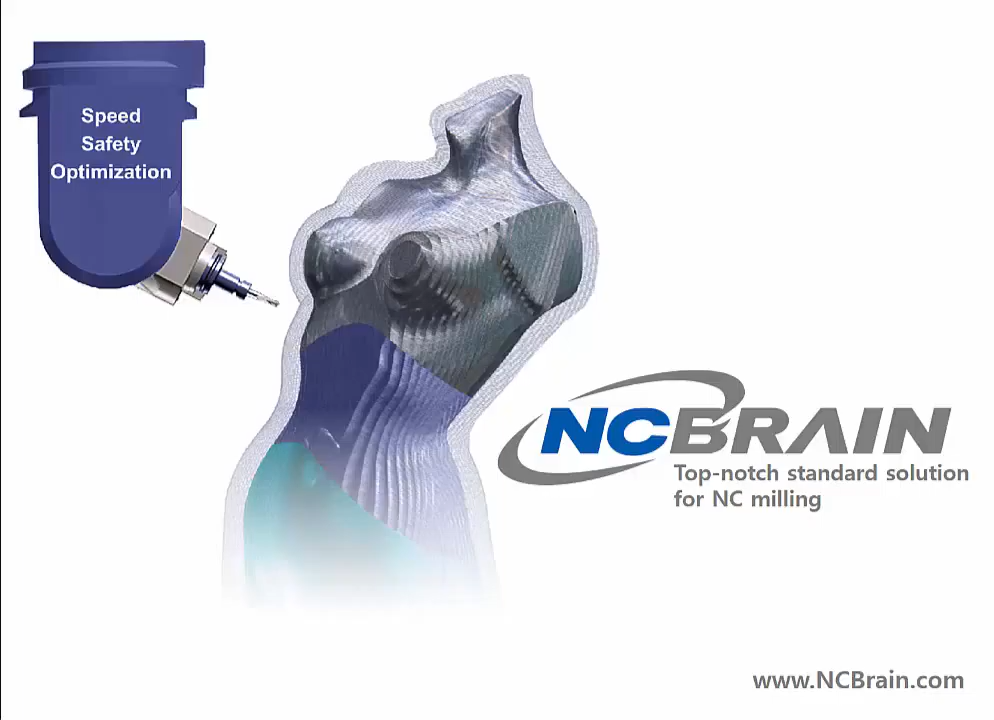 Speed
Safety
Optimization
NCBRAIN
Top-notch standard solution
for NC milling
www.NCBrain.com